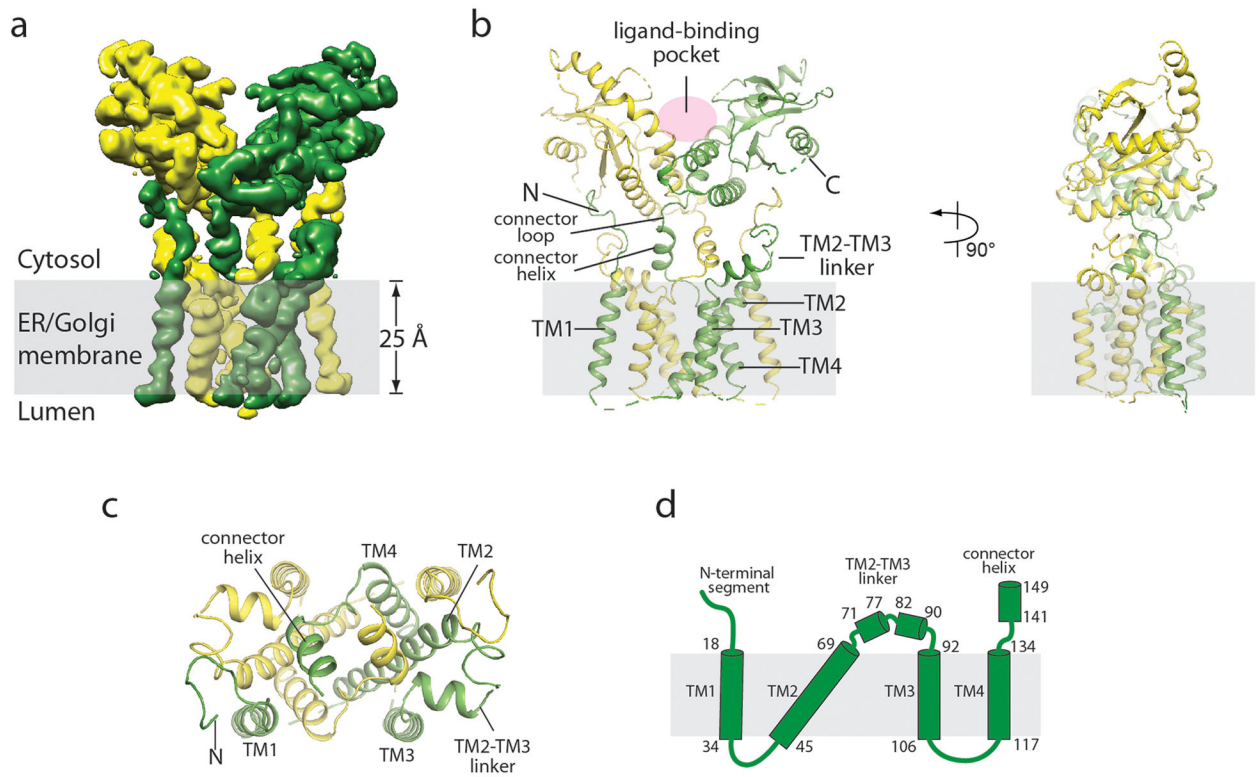 a
Cytosol
ER/Golgi
membrane
Lumen
25 Å
b
ligand-binding
pocket
N
C
connector
loop
connector
helix
TM2-TM3
linker
TM1
TM2
TM3
TM4
90°
c
connector
helix
TM4
TM2
N
TM1
TM3
TM2-TM3
linker
d
N-terminal
segment
TM2-TM3
linker
connector
helix
18
69
71
77
82
90
92
134
141
149
TM1
TM2
TM3
TM4
34
45
106
117